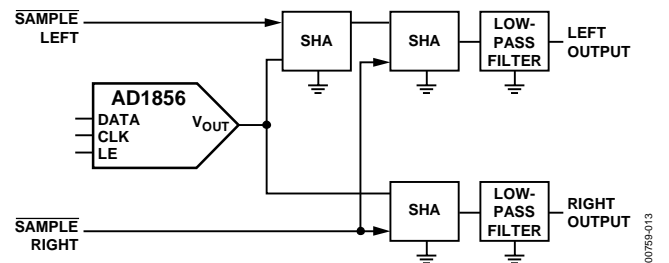 SAMPLE
LEFT
SHA
SHA
LOW-
PASS
FILTER
LEFT
OUTPUT
AD1856
DATA
CLK
LE
VOUT
SHA
LOW-
PASS
FILTER
RIGHT
OUTPUT
SAMPLE
RIGHT
00759-013